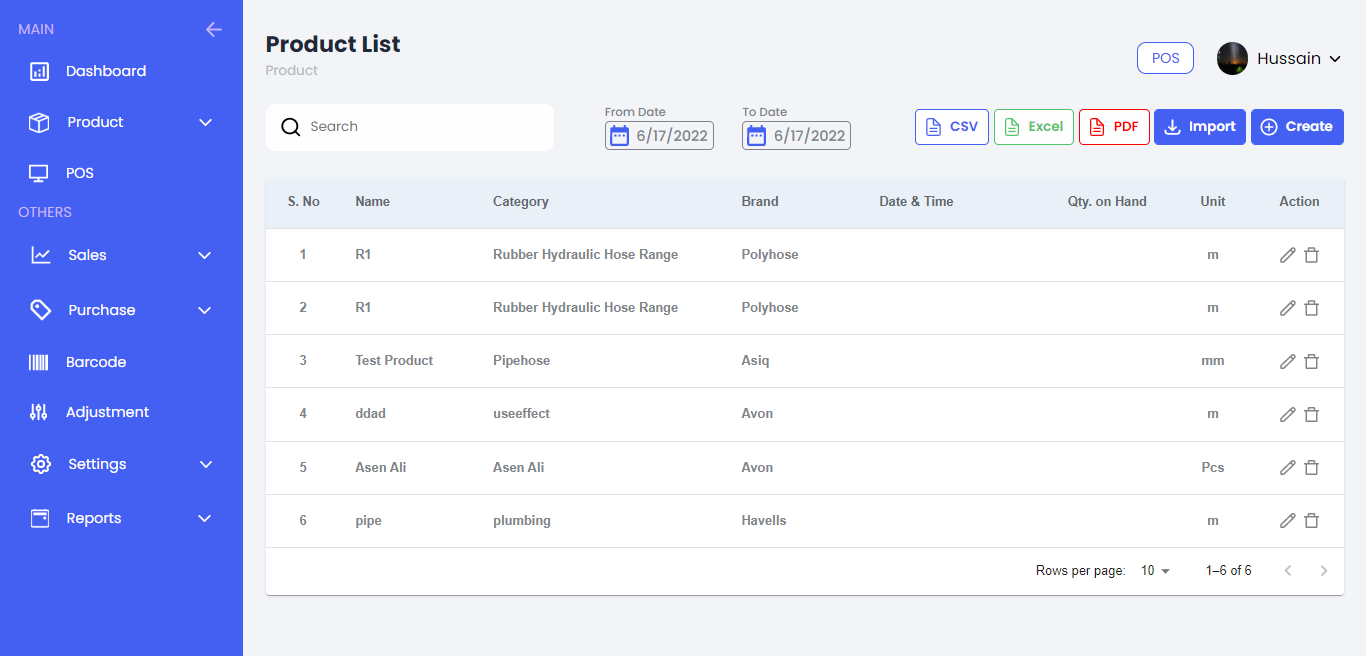 MAIN
Dashboard
Product
POS
OTHERS
Sales
Purchase
Barcode
Adjustment
Settings
Reports
Product List
Product
POS
Hussain
Search
From Date
6/17/2022
To Date
6/17/2022
CSV
Excel
PDF
Import
Create
S. No Name Category Brand Date & Time Qty. on Hand Unit Action
1 R1 Rubber Hydraulic Hose Range Polyhose m
2 R1 Rubber Hydraulic Hose Range Polyhose m
3 Test Product Pipehose Asiq mm
4 ddad useeffect Avon m
5 Asen Ali Asen Ali Avon Pcs
6 pipe plumbing Havells m
Rows per page: 10 1–6 of 6